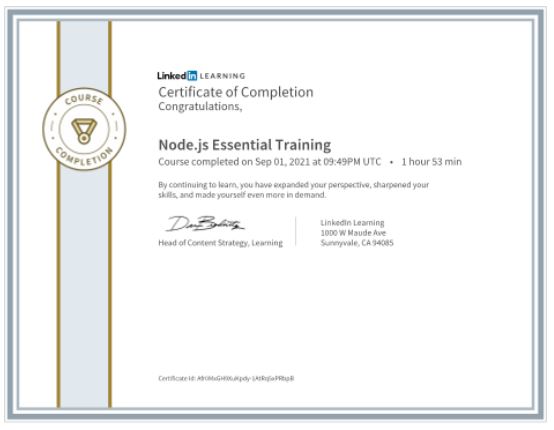 COURSE
COMPLETION
Linked in LEARNING
Certificate of Completion
Congratulations,
Node.js Essential Training
Course completed on Sep 01, 2021 at 09:49PM UTC • 1 hour 53 min
By continuing to learn, you have expanded your perspective, sharpened your
skills, and made yourself even more in demand.
Head of Content Strategy, Learning
LinkedIn Learning
1000 W Maude Ave
Sunnyvale, CA 94085
Certificate Id: